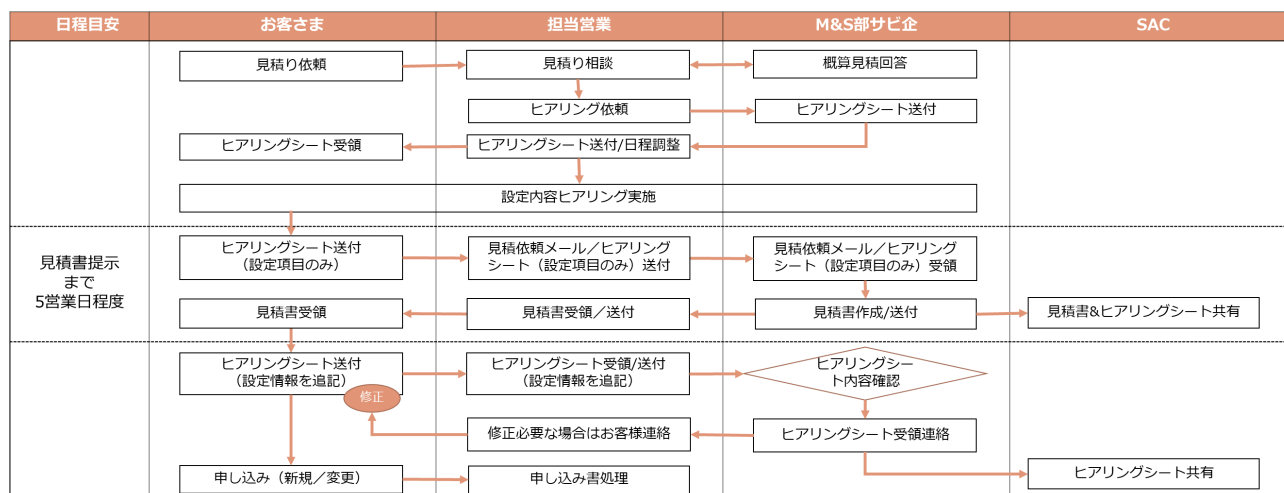 日程目安
お客さま
担当営業
M&S部サビ企
SAC
見積り依頼
見積り相談
概算見積回答
ヒアリング依頼
ヒアリングシート送付
ヒアリングシート受領
ヒアリングシート送付/日程調整
設定内容ヒアリング実施
見積書提示
まで
5営業日程度
ヒアリングシート送付
（設定項目のみ）
見積依頼メール／ヒアリング
シート（設定項目のみ）送付
見積依頼メール／ヒアリング
シート（設定項目のみ）受領
見積書受領
見積書受領／送付
見積書作成/送付
見積書&ヒアリングシート共有
ヒアリングシート送付
（設定情報を追記）
ヒアリングシート受領/送付
（設定情報を追記）
ヒアリングシー
ト内容確認
修正
修正必要な場合はお客様連絡
ヒアリングシート受領連絡
申し込み（新規／変更）
申し込み書処理
ヒアリングシート共有